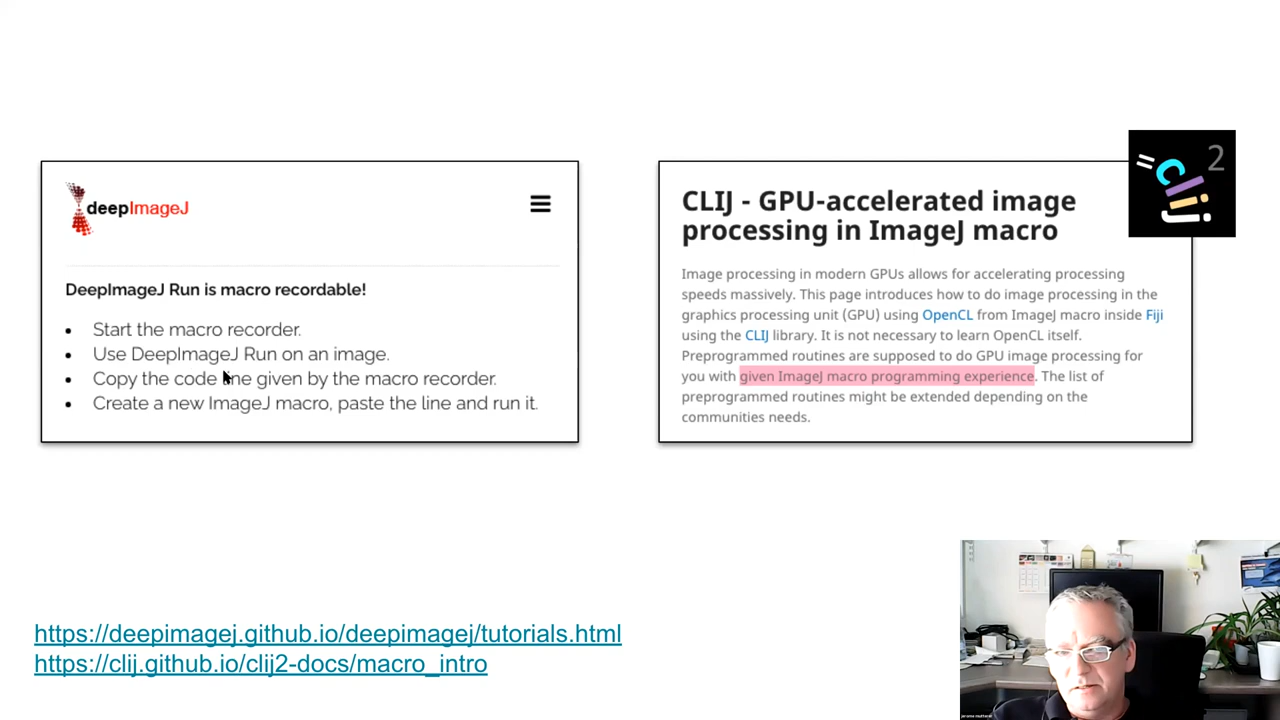 deepImageJ
DeepImageJ Run is macro recordable!
• Start the macro recorder.
• Use DeepImageJ Run on an image.
• Copy the code line given by the macro recorder.
• Create a new ImageJ macro, paste the line and run it.
CLIJ - GPU-accelerated image
processing in ImageJ macro
Image processing in modern GPUs allows for accelerating processing
speeds massively. This page introduces how to do image processing in the
graphics processing unit (GPU) using OpenCL from ImageJ macro inside Fiji
using the CLIJ library. It is not necessary to learn OpenCL itself.
Preprogrammed routines are supposed to do GPU image processing for
you with given ImageJ macro programming experience. The list of
preprogrammed routines might be extended depending on the
communities needs.
clij 2
https://deepimagej.github.io/deepimagej/tutorials.html
https://clij.github.io/clij2-docs/macro_intro